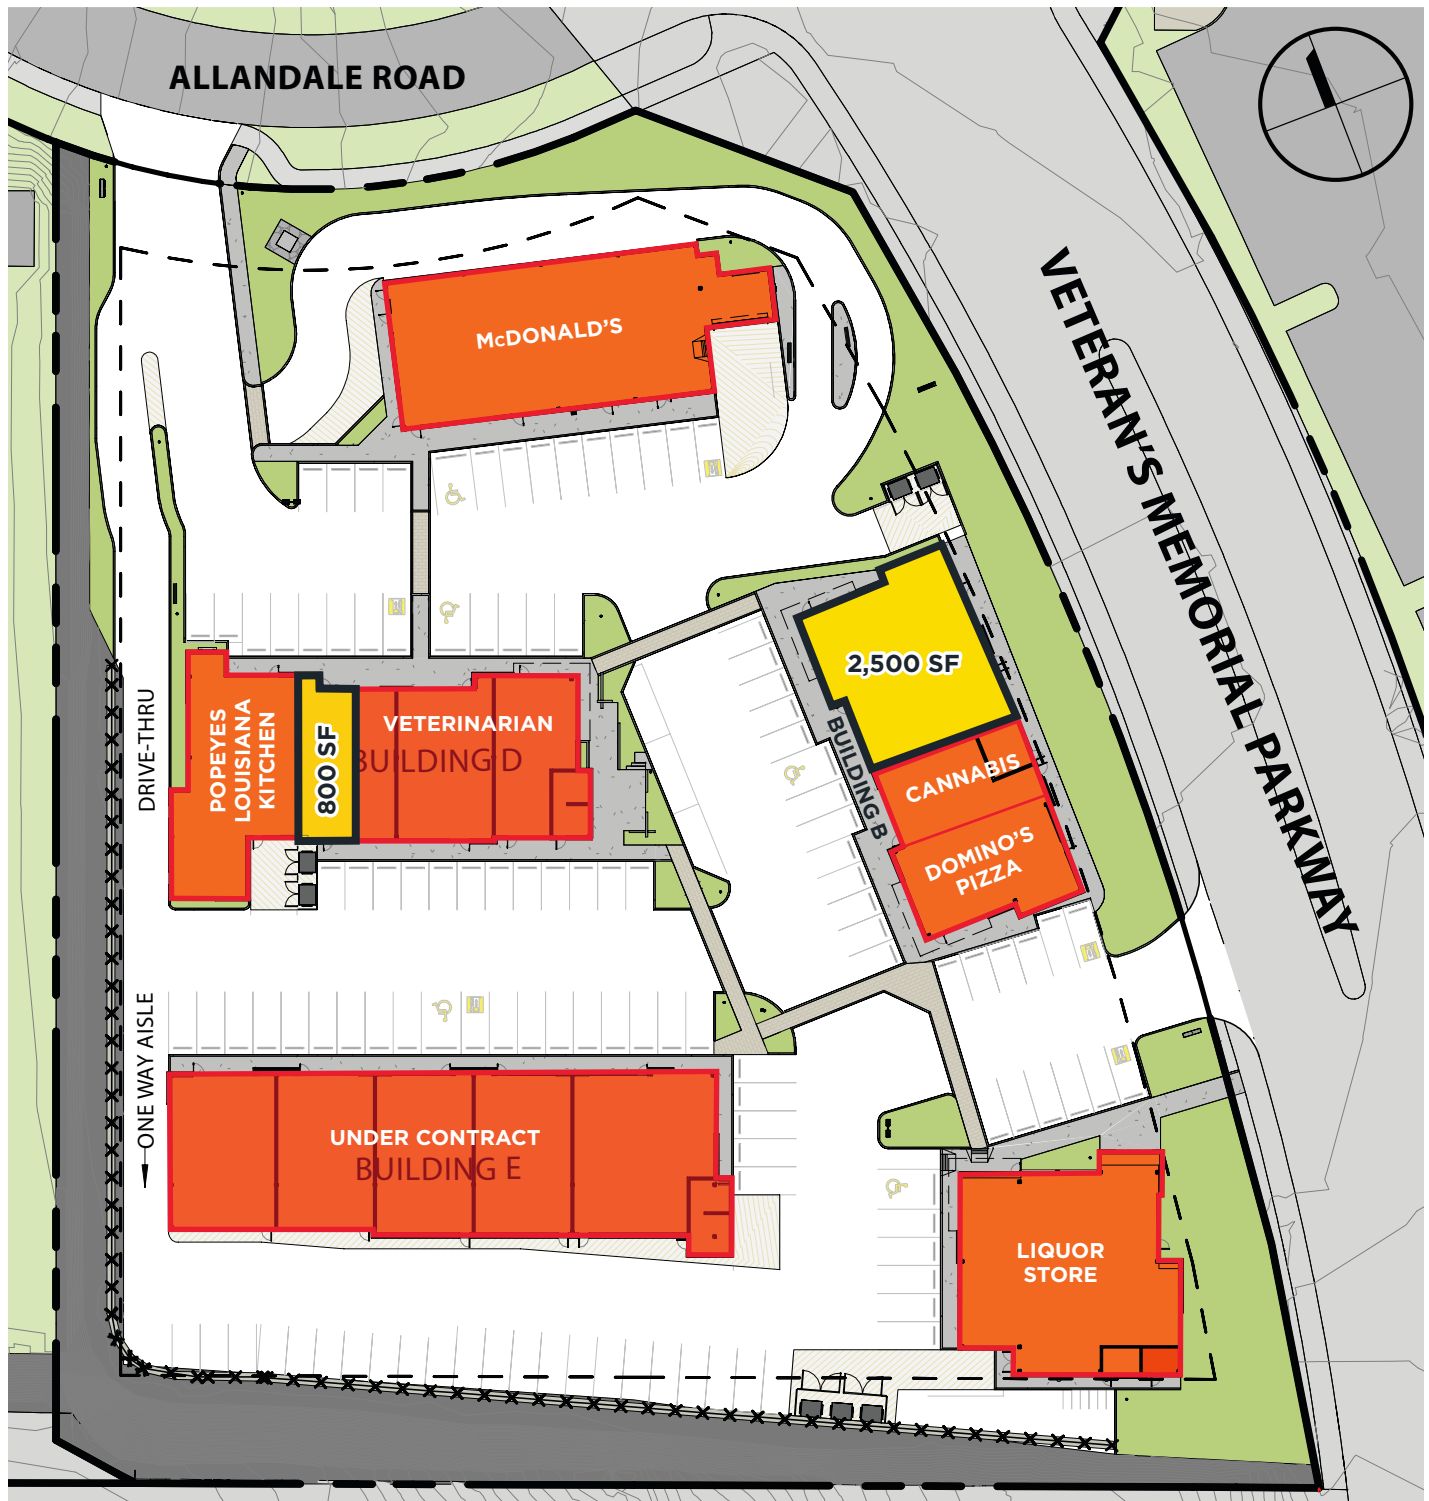 ALLANDALE ROAD
VETERAN'S MEMORIAL PARKWAY
McDONALD'S
2,500 SF
BUILDING B
CANNABIS
DOMINO'S
PIZZA
DRIVE-THRU
POPEYES
LOUISIANA
KITCHEN
800 SF
VETERINARIAN
BUILDING D
ONE WAY AISLE
UNDER CONTRACT
BUILDING E
LIQUOR
STORE